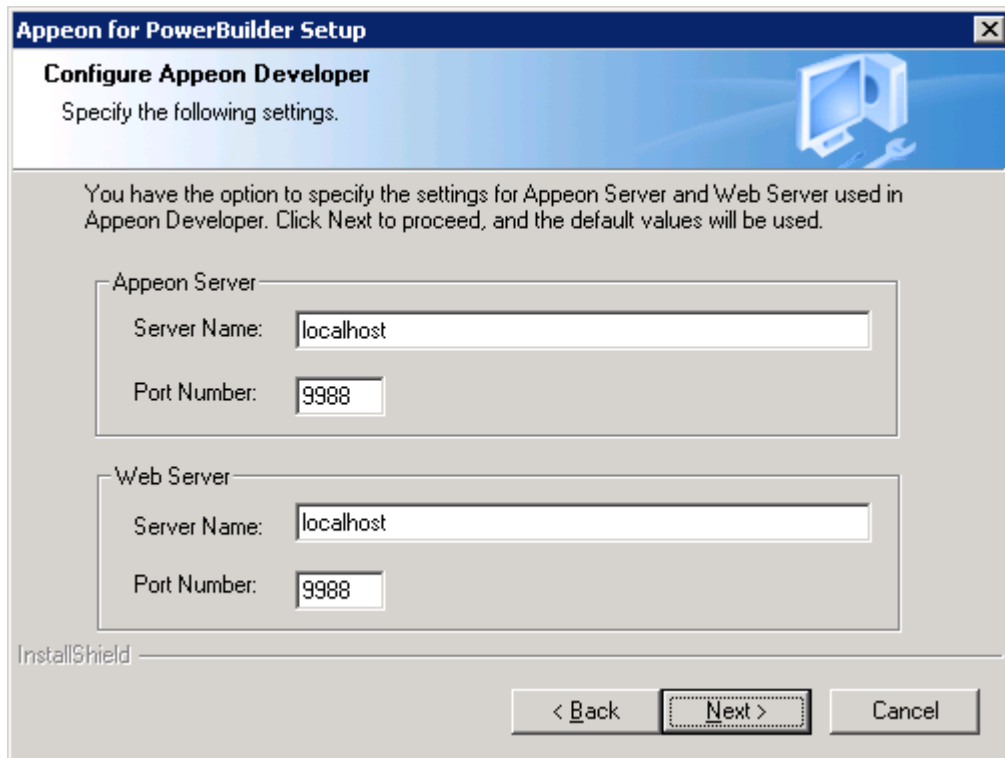 Appeon for PowerBuilder Setup
Configure Appeon Developer
Specify the following settings.
You have the option to specify the settings for Appeon Server and Web Server used in
Appeon Developer. Click Next to proceed, and the default values will be used.
Appeon Server
Server Name: localhost
Port Number: 9988
Web Server
Server Name: localhost
Port Number: 9988
InstallShield
< Back Next > Cancel